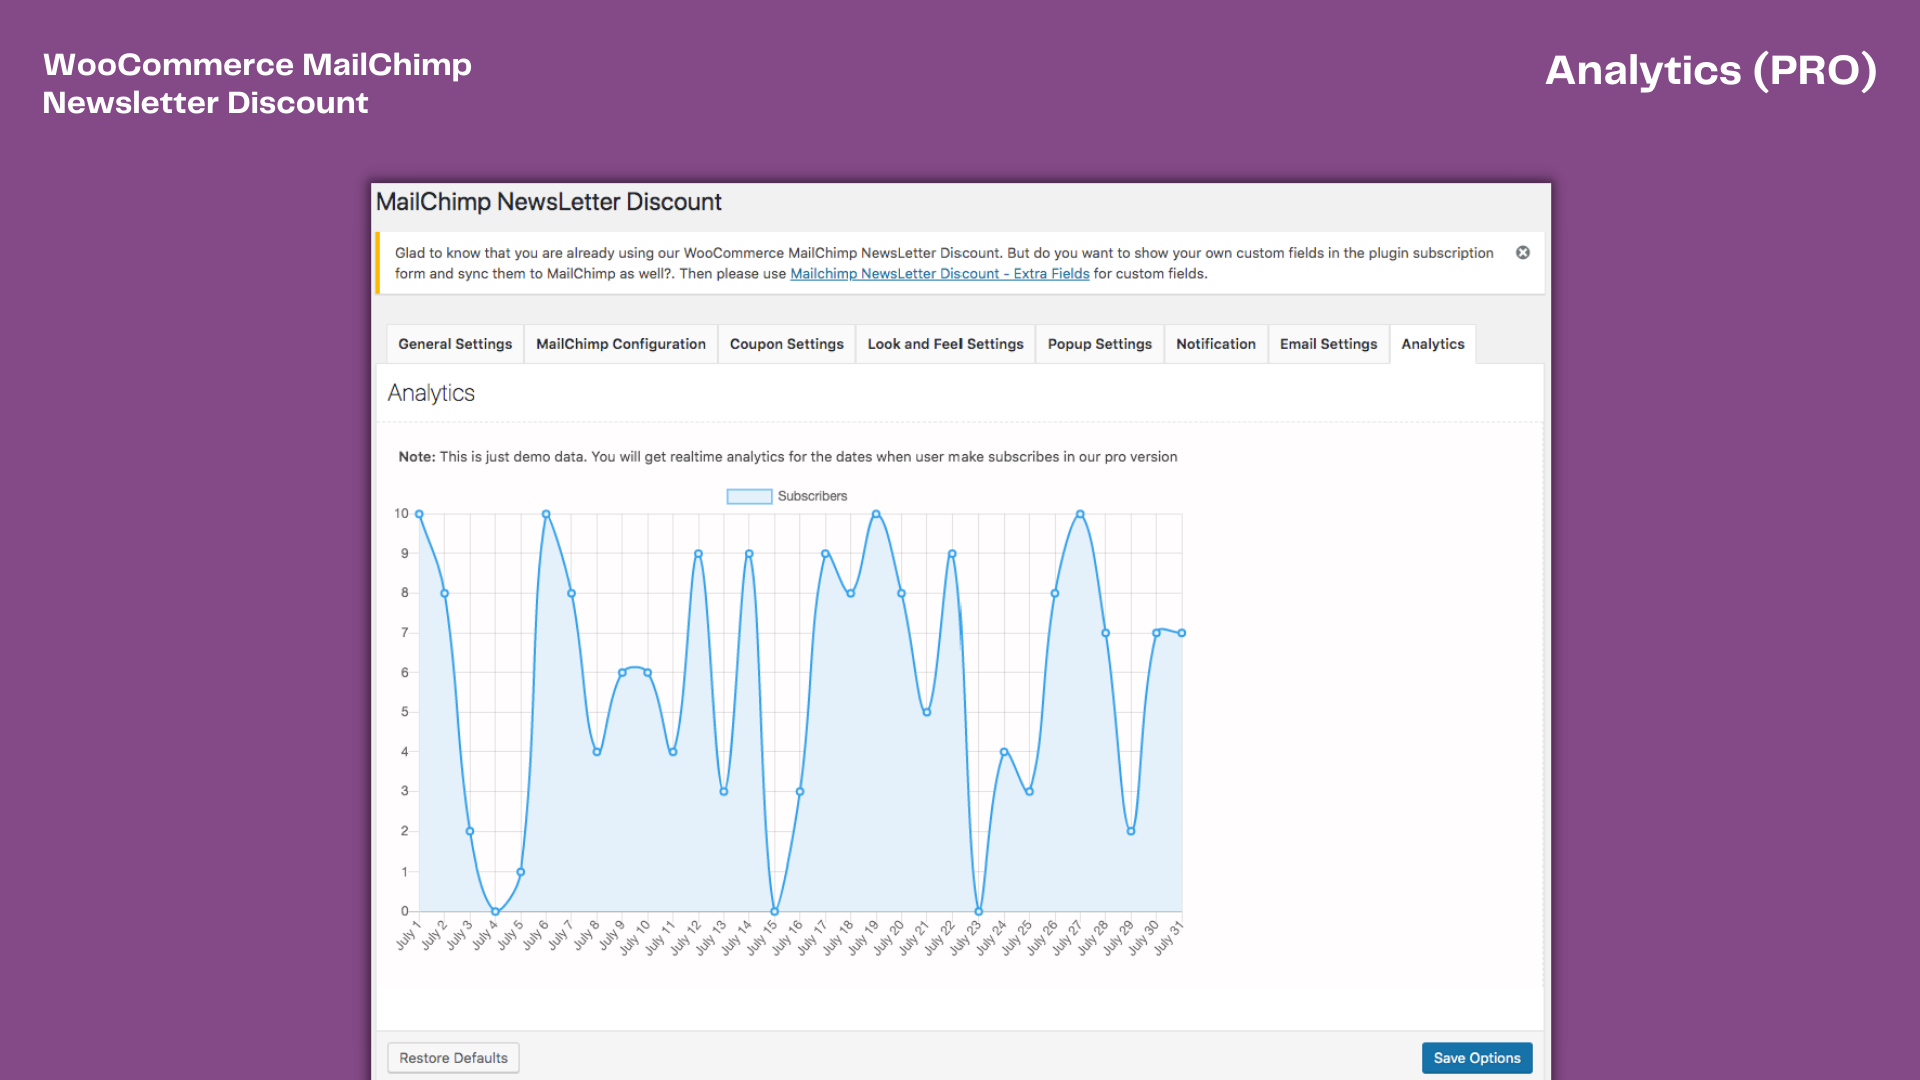 WooCommerce MailChimp
Newsletter Discount
Analytics (PRO)
MailChimp NewsLetter Discount
Glad to know that you are already using our WooCommerce MailChimp NewsLetter Discount. But do you want to show your own custom fields in the plugin subscription
form and sync them to MailChimp as well?. Then please use Mailchimp NewsLetter Discount - Extra Fields for custom fields.
General Settings
MailChimp Configuration
Coupon Settings
Look and Feel Settings
Popup Settings
Notification
Email Settings
Analytics
Analytics
Note: This is just demo data. You will get realtime analytics for the dates when user make subscribes in our pro version
Subscribers
10
9
8
7
6
5
4
3
2
1
0
July 1
July 2
July 3
July 4
July 5
July 6
July 7
July 8
July 9
July 10
July 11
July 12
July 13
July 14
July 15
July 16
July 17
July 18
July 19
July 20
July 21
July 22
July 23
July 24
July 25
July 26
July 27
July 28
July 29
July 30
July 31
Restore Defaults
Save Options